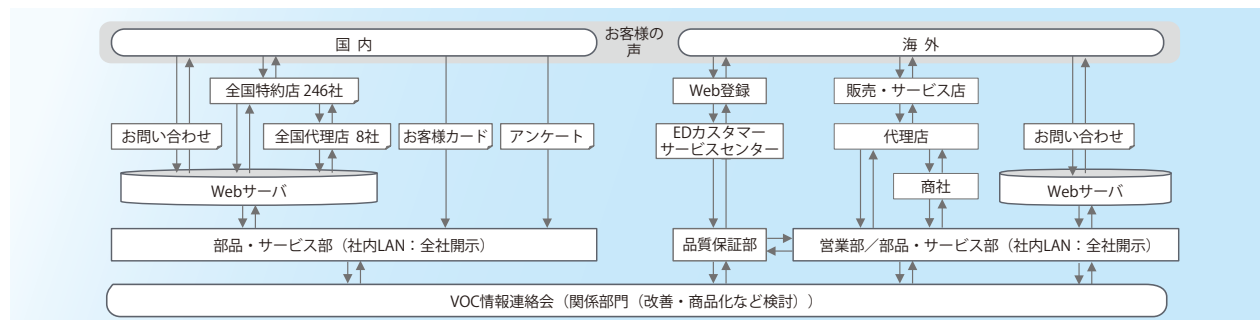 お客様の
声
国 内
海 外
全国特約店 246社
Web登録
販売・サービス店
お問い合わせ
全国代理店 8社
お客様カード
アンケート
EDカスタマー
サービスセンター
代理店
お問い合わせ
商社
Webサーバ
Webサーバ
部品・サービス部（社内LAN：全社開示）
品質保証部
営業部／部品・サービス部（社内LAN：全社開示）
VOC情報連絡会（関係部門（改善・商品化など検討））